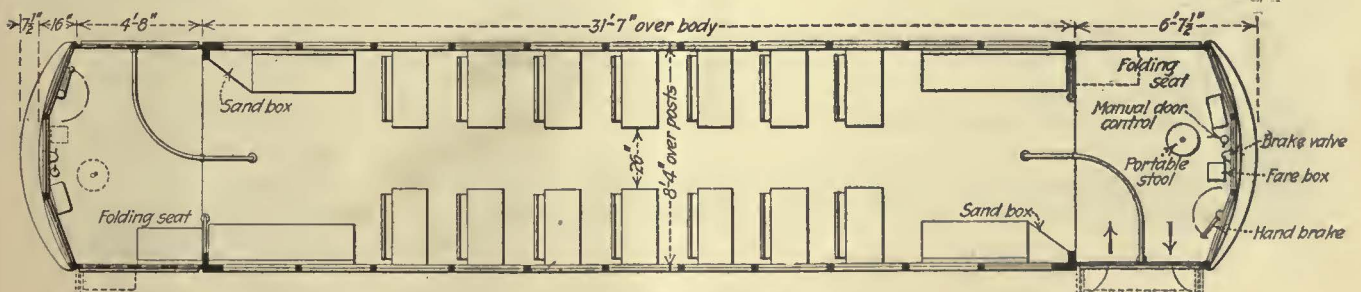 7½" 16" 4'-8" 31'-7" over body 6'-7½"
Folding
seat
Sand box
Manual door
control
26"
8'-4" over posts
Brake valve
Portable
stool
Fare box
Folding seat
Sand box
Hand brake